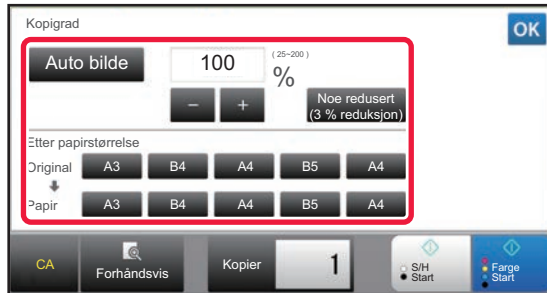 Kopigrad
OK
Auto bilde
100
(25~200)
%
−
+
Noe redusert
(3 % reduksjon)
Etter papirstørrelse
Original
A3
B4
A4
B5
A4
Papir
A3
B4
A4
B5
A4
CA
Forhåndsvis
Kopier
1
S/H
Start
Farge
Start